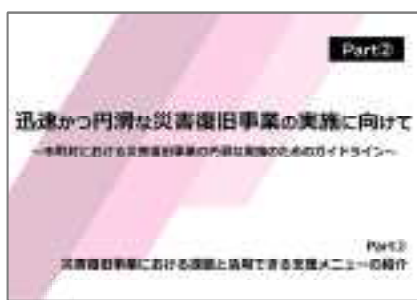 Part②
迅速かつ円滑な災害復旧事業の実施に向けて
～市町村における災害復旧事業の円滑な実施のためのガイドライン～
Part②
災害復旧事業における課題と活用できる支援メニューの紹介